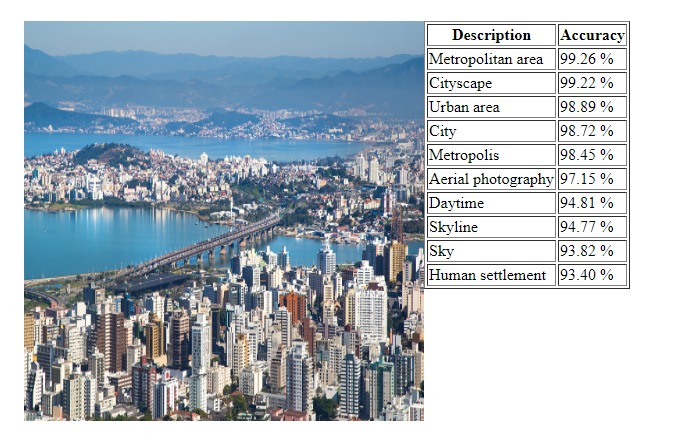 Description Accuracy
Metropolitan area 99.26 %
Cityscape 99.22 %
Urban area 98.89 %
City 98.72 %
Metropolis 98.45 %
Aerial photography 97.15 %
Daytime 94.81 %
Skyline 94.77 %
Sky 93.82 %
Human settlement 93.40 %